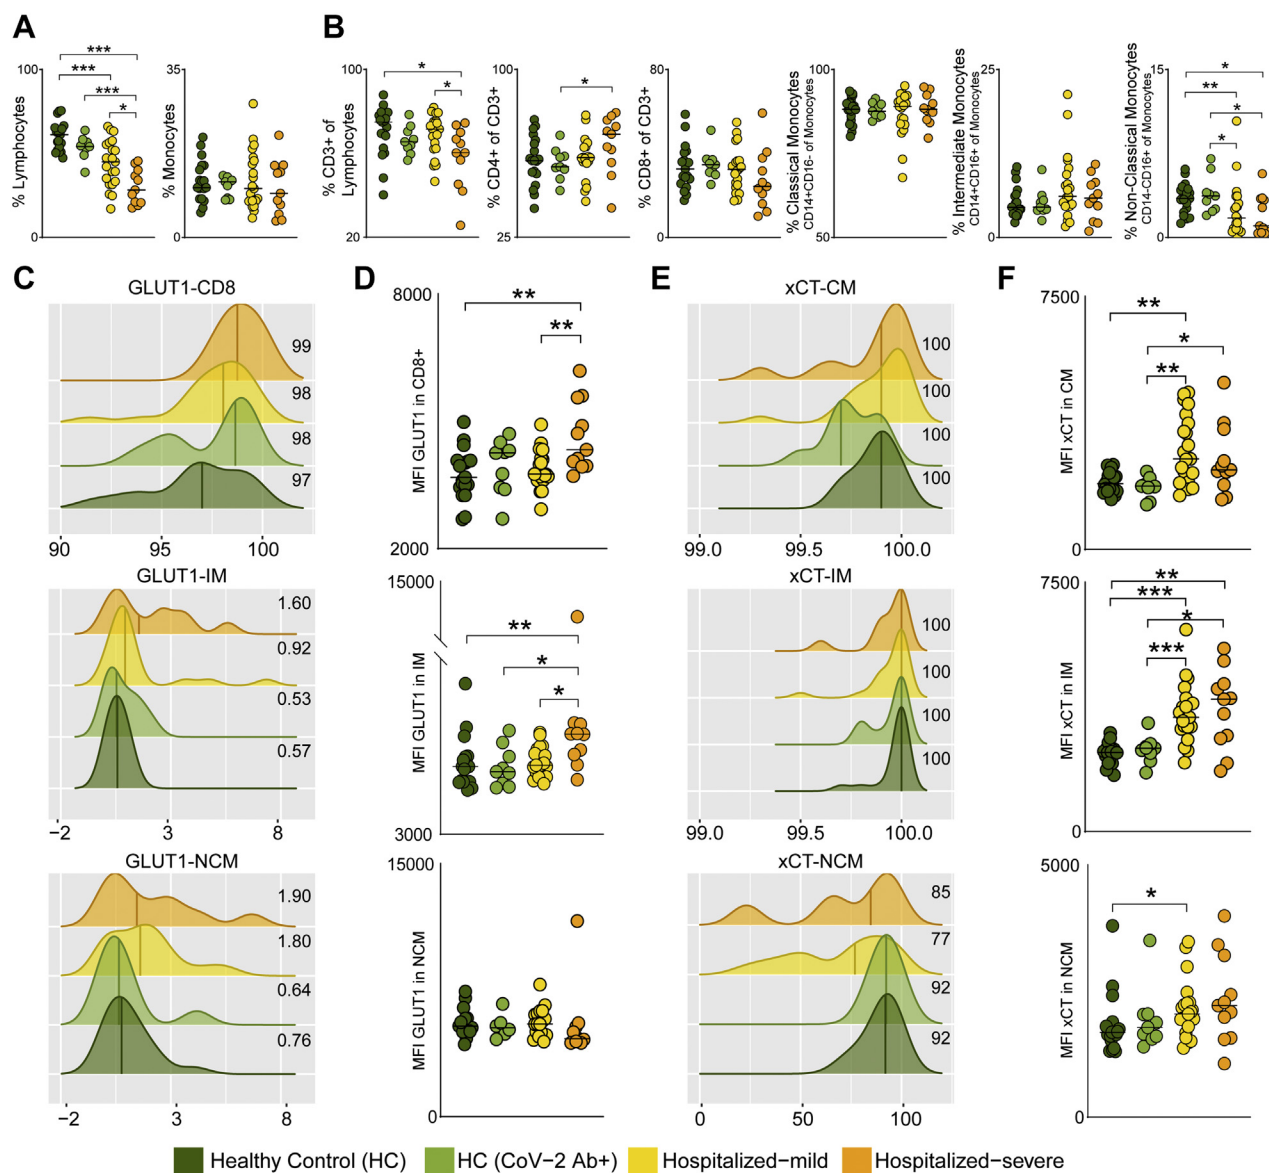 A
B
***
***
***
*
100
0
% Lymphocytes
35
0
% Monocytes
*
*
100
20
% CD3+ of
Lymphocytes
*
100
25
% CD4+ of CD3+
80
0
% CD8+ of CD3+
100
50
% Classical Monocytes
CD14+CD16- of Monocytes
25
0
% Intermediate Monocytes
CD14+CD16+ of Monocytes
*
**
*
*
15
0
% Non-Classical Monocytes
CD14-CD16+ of Monocytes
C
GLUT1-CD8
99
98
98
97
90 95 100
GLUT1-IM
1.60
0.92
0.53
0.57
−2 3 8
GLUT1-NCM
1.90
1.80
0.64
0.76
−2 3 8
D
8000
**
**
MFI GLUT1 in CD8+
2000
15000
**
*
*
MFI GLUT1 in IM
3000
15000
MFI GLUT1 in NCM
0
E
xCT-CM
100
100
100
100
99.0 99.5 100.0
xCT-IM
100
100
100
100
99.0 99.5 100.0
xCT-NCM
85
77
92
92
0 50 100
F
7500
**
*
**
MFI xCT in CM
0
7500
**
***
*
***
MFI xCT in IM
0
5000
*
MFI xCT in NCM
0
Healthy Control (HC) HC (CoV−2 Ab+) Hospitalized−mild Hospitalized−severe